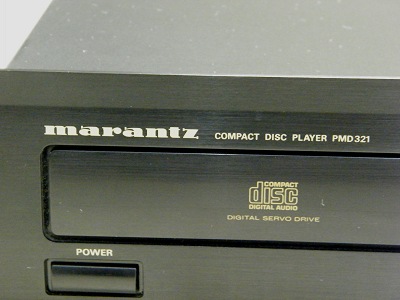 marantz COMPACT DISC PLAYER PMD321
COMPACT
disc
DIGITAL AUDIO
DIGITAL SERVO DRIVE
POWER